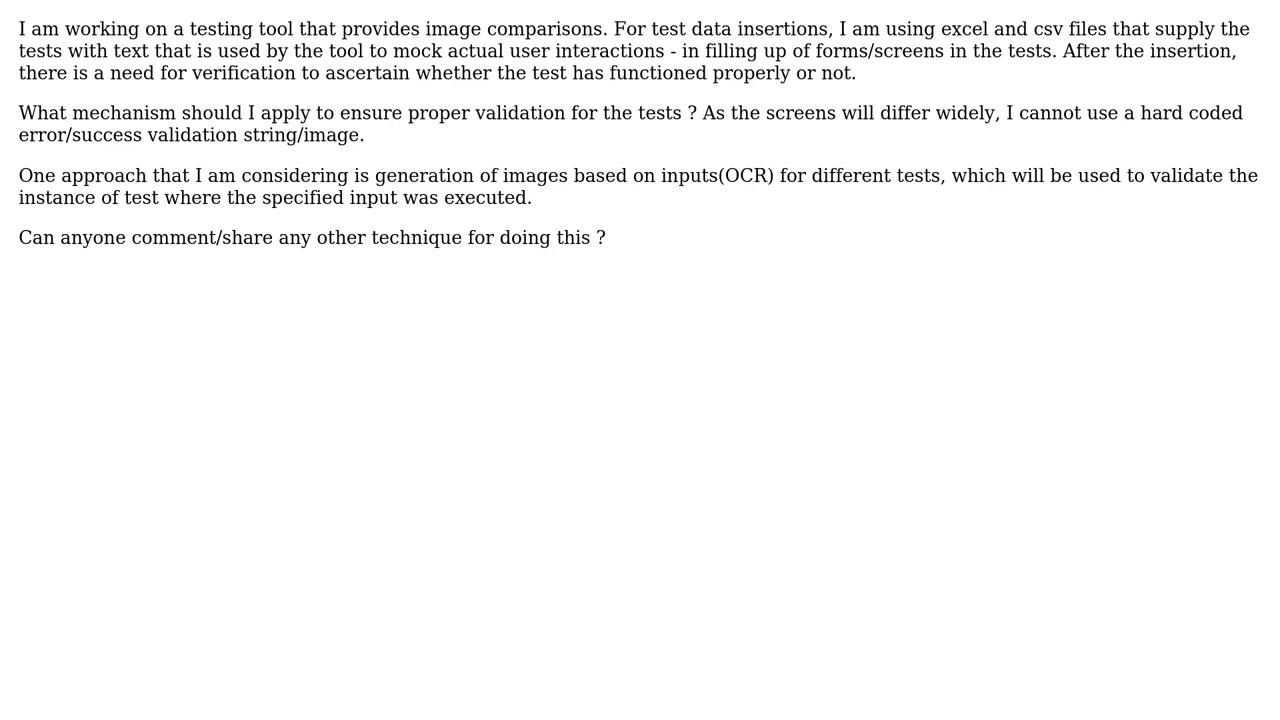 I am working on a testing tool that provides image comparisons. For test data insertions, I am using excel and csv files that supply the
tests with text that is used by the tool to mock actual user interactions - in filling up of forms/screens in the tests. After the insertion,
there is a need for verification to ascertain whether the test has functioned properly or not.
What mechanism should I apply to ensure proper validation for the tests ? As the screens will differ widely, I cannot use a hard coded
error/success validation string/image.
One approach that I am considering is generation of images based on inputs(OCR) for different tests, which will be used to validate the
instance of test where the specified input was executed.
Can anyone comment/share any other technique for doing this ?